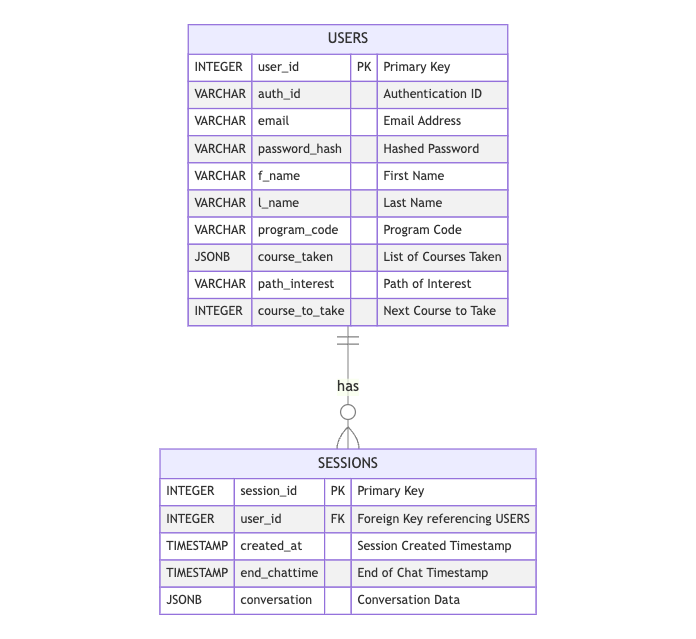 USERS
INTEGER user_id PK Primary Key
VARCHAR auth_id Authentication ID
VARCHAR email Email Address
VARCHAR password_hash Hashed Password
VARCHAR f_name First Name
VARCHAR l_name Last Name
VARCHAR program_code Program Code
JSONB course_taken List of Courses Taken
VARCHAR path_interest Path of Interest
INTEGER course_to_take Next Course to Take
has
SESSIONS
INTEGER session_id PK Primary Key
INTEGER user_id FK Foreign Key referencing USERS
TIMESTAMP created_at Session Created Timestamp
TIMESTAMP end_chattime End of Chat Timestamp
JSONB conversation Conversation Data